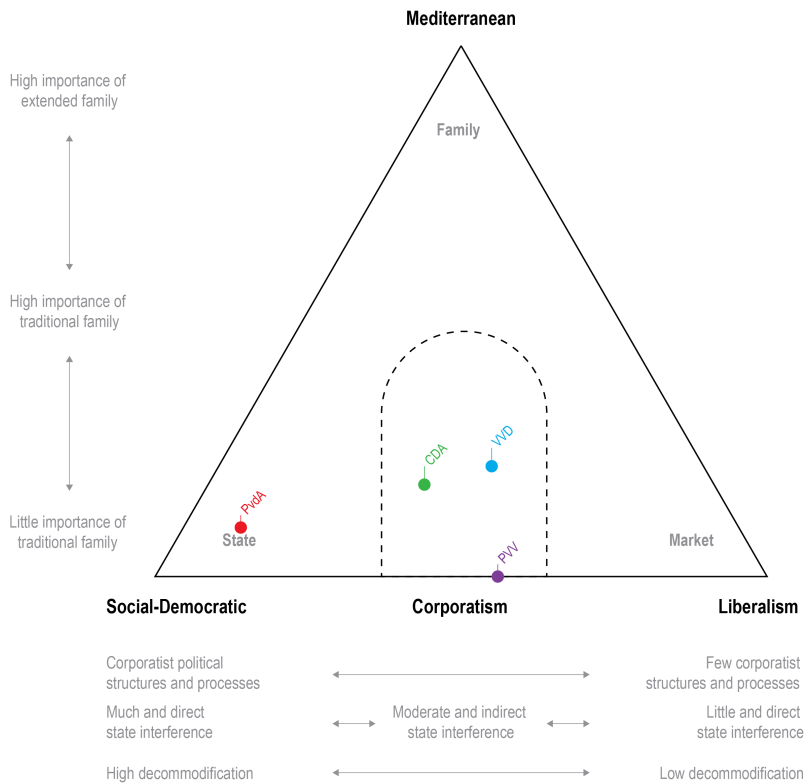 Mediterranean
High importance of
extended family
Family
High importance of
traditional family
VVD
CDA
PvdA
Little importance of
traditional family
State
Market
PVV
Social-Democratic
Corporatism
Liberalism
Corporatist political
structures and processes
Few corporatist
structures and processes
Much and direct
state interference
Moderate and indirect
state interference
Little and direct
state interference
High decommodification
Low decommodification